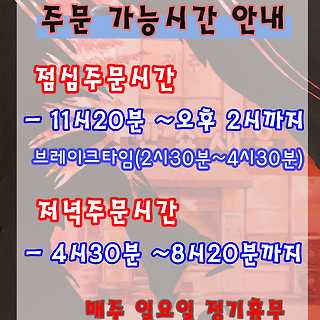 주문 가능시간 안내
점심주문시간
- 11시20분 ~오후 2시까지
브레이크타임(2시30분~4시30분)
저녁주문시간
- 4시30분 ~8시20분까지
매주 일요일 정기휴무